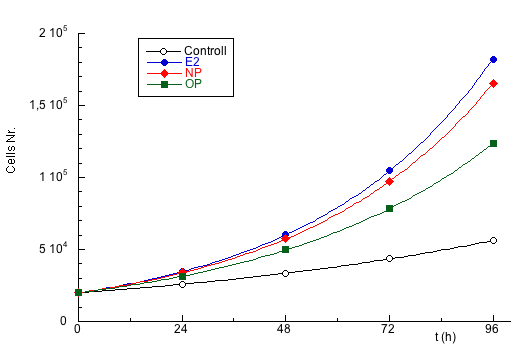 2 10⁵
Controll
E2
NP
OP
1,5 10⁵
Cells Nr.
1 10⁵
5 10⁴
0
0 24 48 72 96
t (h)